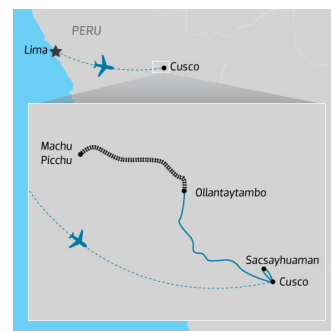 PERU
Lima
Cusco
Machu
Picchu
Ollantaytambo
Sacsayhuaman
Cusco